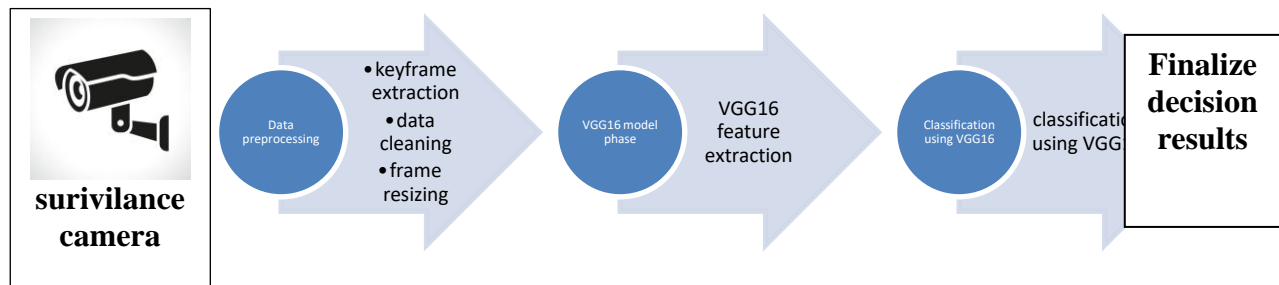 surivilance
camera
Data
preprocessing
•keyframe
extraction
•data
cleaning
•frame
resizing
VGG16 model
phase
VGG16
feature
extraction
Classification
using VGG16
classificatio
using VGG
Finalize
decision
results